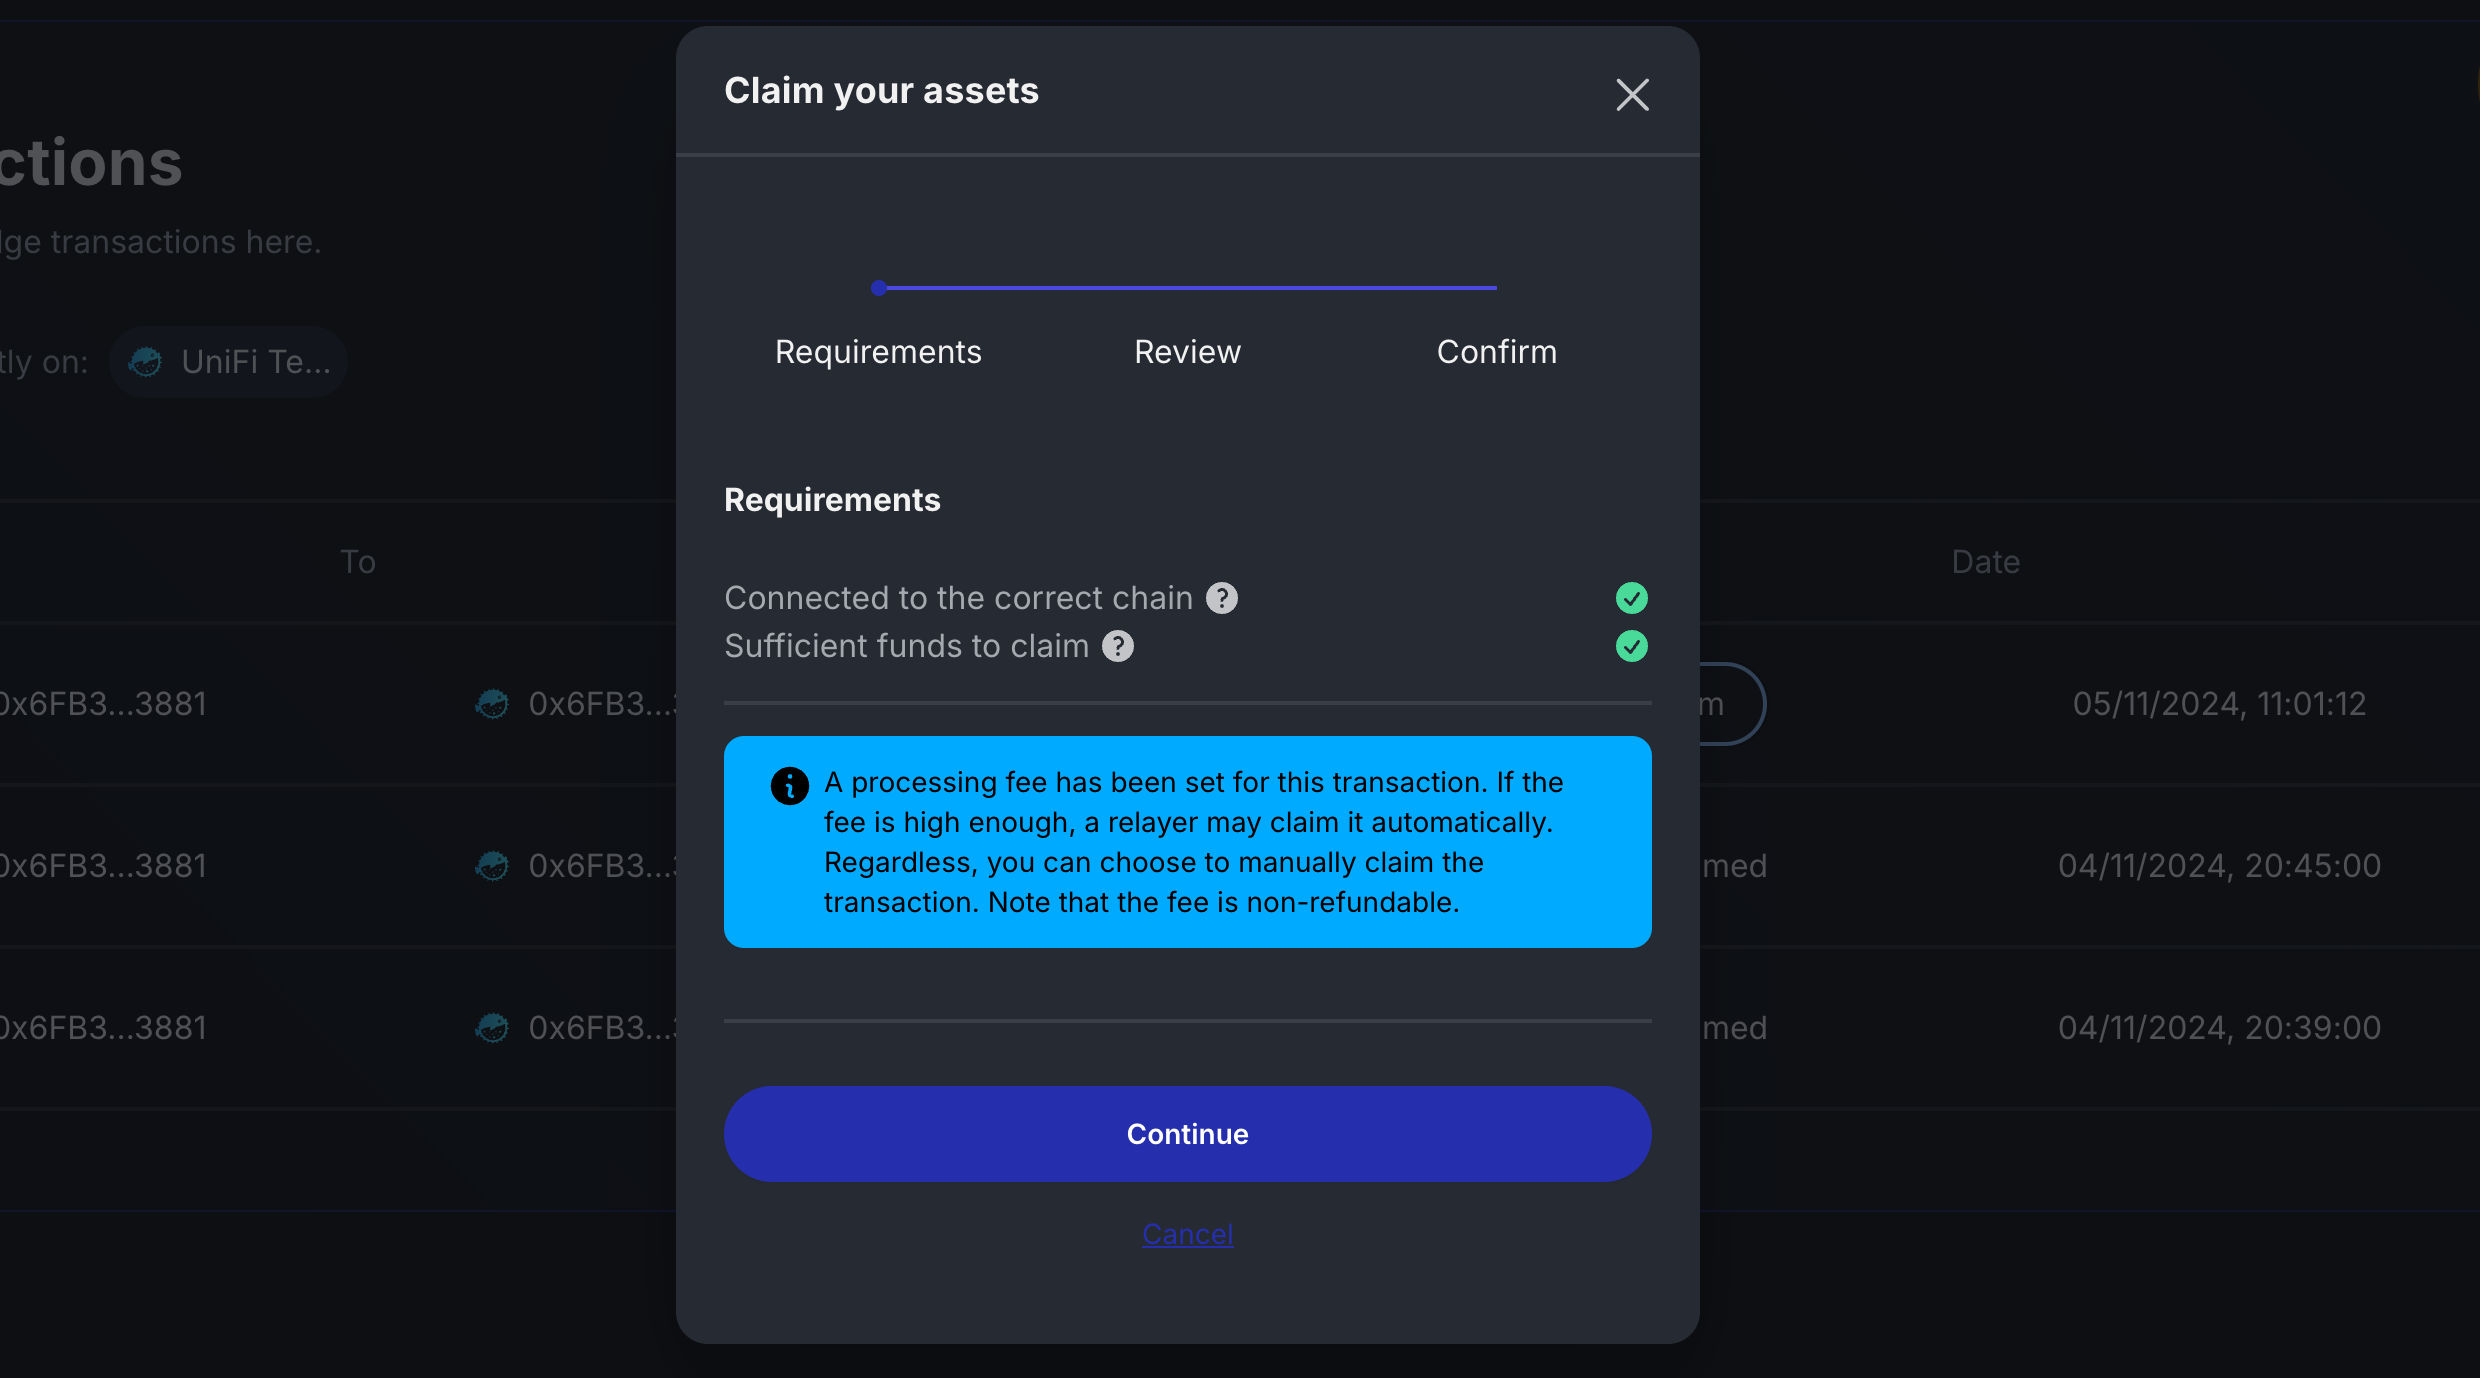 Claim your assets
ctions
ge transactions here.
tly on: UniFi Te...
Requirements Review Confirm
Requirements
To Date
Connected to the correct chain ?
Sufficient funds to claim ?
0x6FB3...3881 0x6FB3... m 05/11/2024, 11:01:12
A processing fee has been set for this transaction. If the
fee is high enough, a relayer may claim it automatically.
Regardless, you can choose to manually claim the
transaction. Note that the fee is non-refundable.
0x6FB3...3881 0x6FB3... med 04/11/2024, 20:45:00
0x6FB3...3881 0x6FB3... med 04/11/2024, 20:39:00
Continue
Cancel